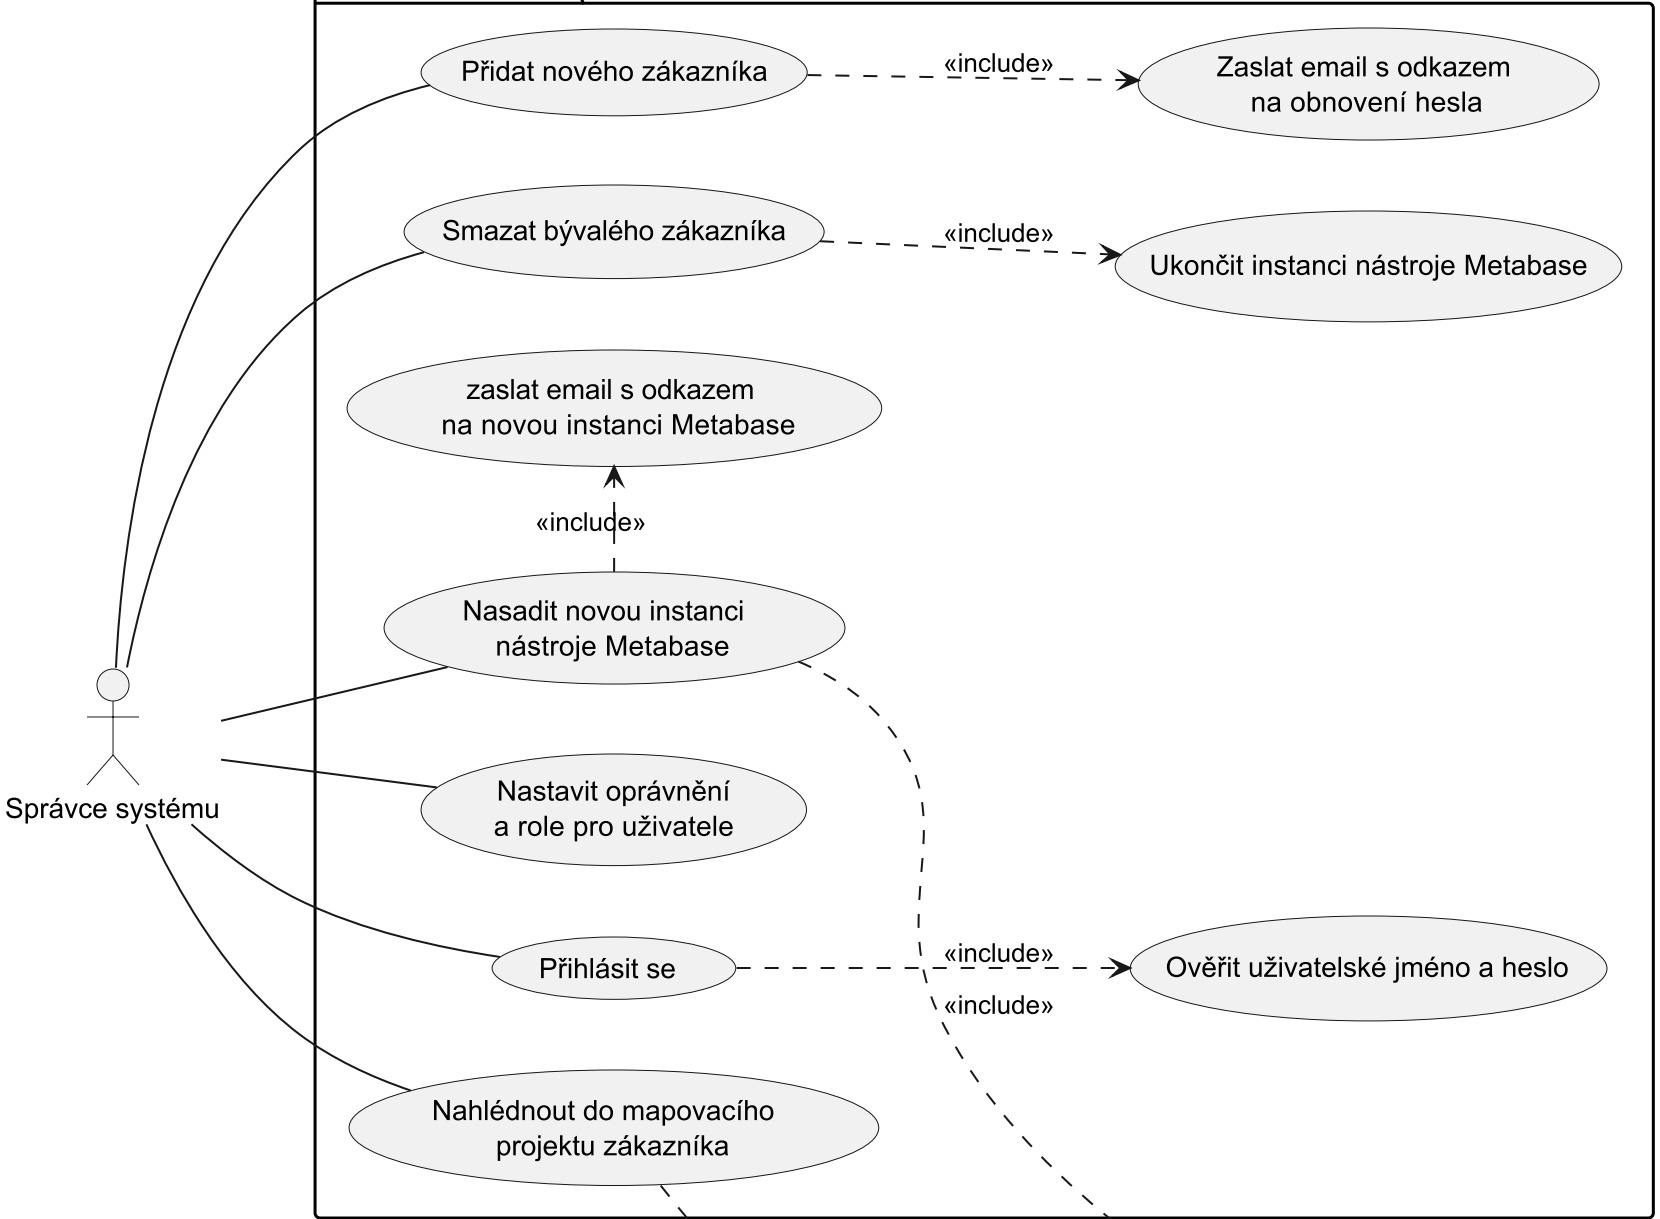 Přidat nového zákazníka
«include»
Zaslat email s odkazem
na obnovení hesla
Smazat bývalého zákazníka
«include»
Ukončit instanci nástroje Metabase
zaslat email s odkazem
na novou instanci Metabase
«include»
Nasadit novou instanci
nástroje Metabase
Správce systému
Nastavit oprávnění
a role pro uživatele
Přihlásit se
«include»
Ověřit uživatelské jméno a heslo
«include»
Nahlédnout do mapovacího
projektu zákazníka